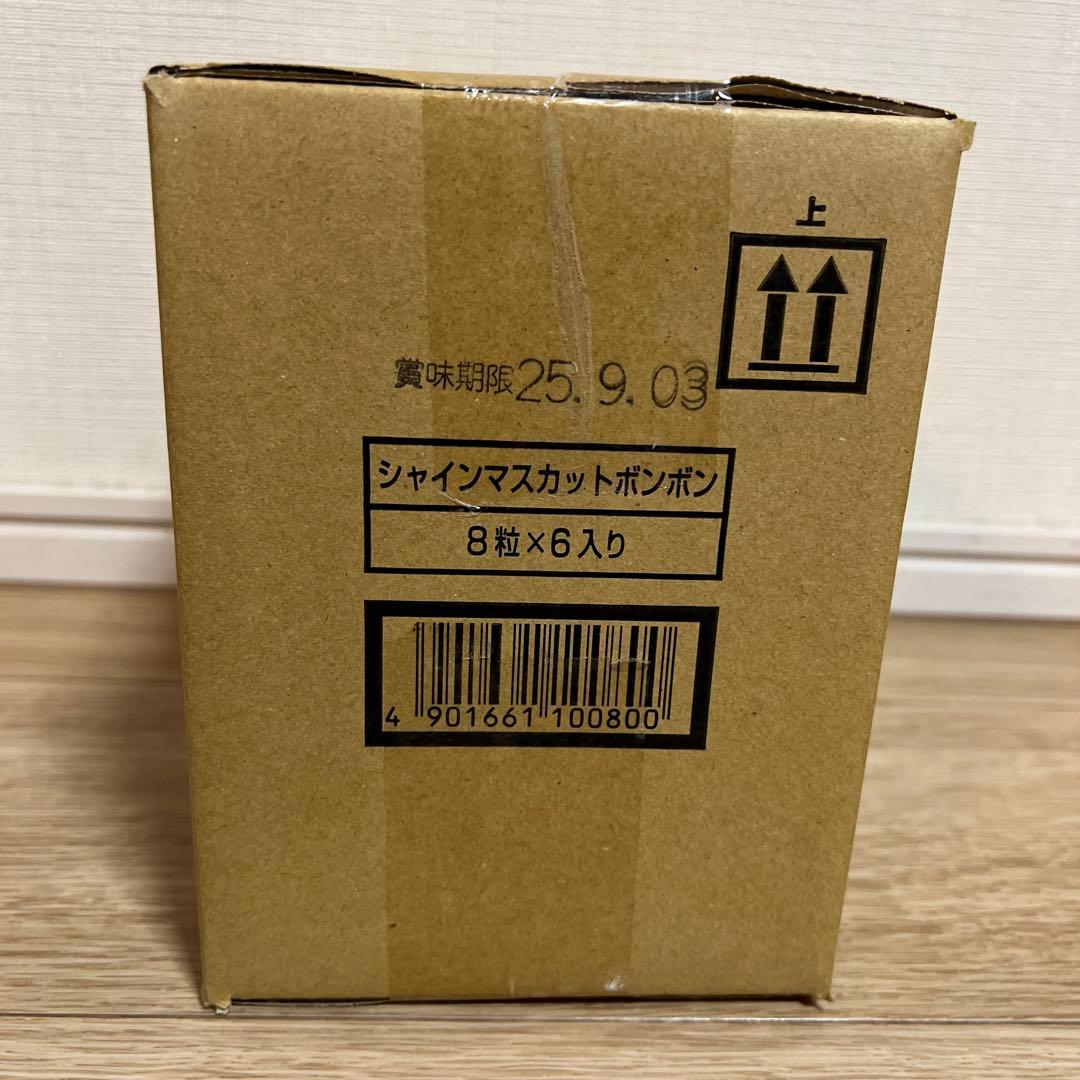 上
賞味期限25.9.03
シャインマスカットボンボン
8粒×6入り
4 901661 100800